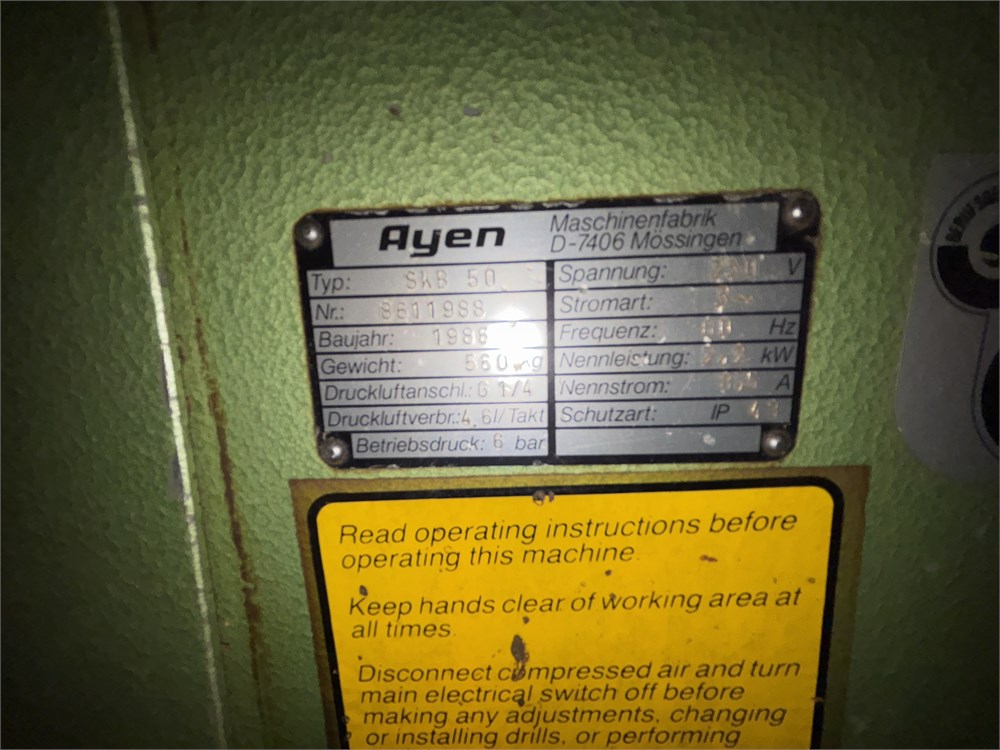 Ayen
Maschinenfabrik
D-7406 Mössingen
Typ: SKB 50
Nr.: 8611988
Baujahr: 1986
Gewicht: 560
Druckluftanschl.: G 1/4
Druckluftverbr.: 4,6l/Takt
Betriebsdruck: 6 bar
Spannung: V
Stromart:
Frequenz: 60 Hz
Nennleistung: kW
Nennstrom: A
Schutzart: IP
Read operating instructions before
operating this machine.
Keep hands clear of working area at
all times.
Disconnect compressed air and turn
main electrical switch off before
making any adjustments, changing
or installing drills, or performing